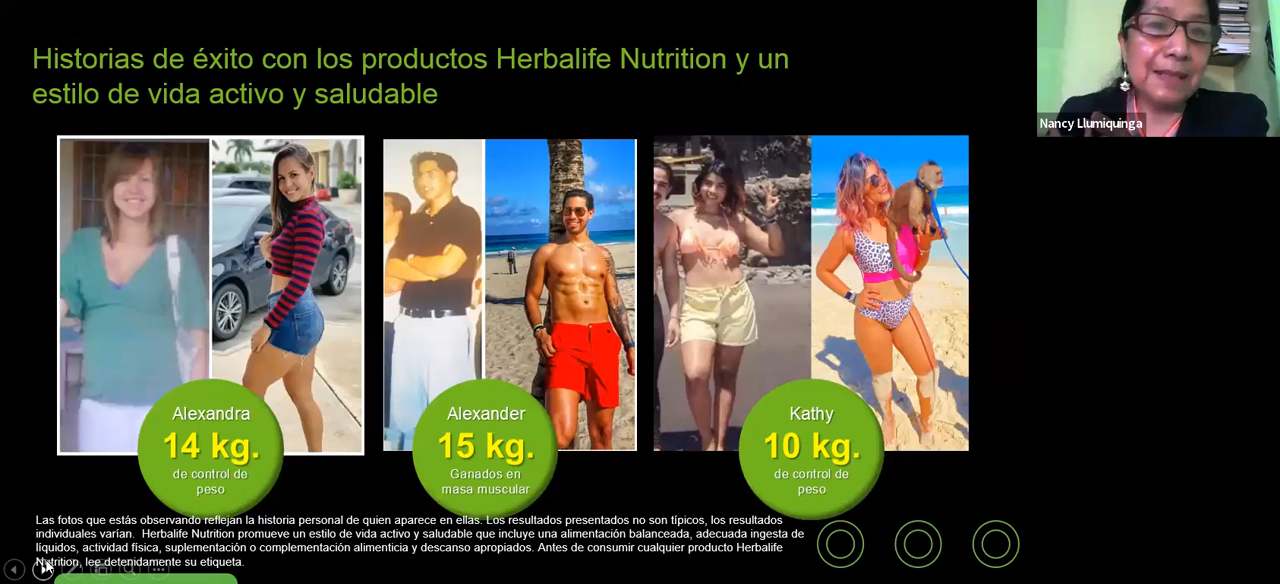 Historias de éxito con los productos Herbalife Nutrition y un
estilo de vida activo y saludable
Nancy Llumiquinga
Alexandra
14 kg.
de control de
peso
Alexander
15 kg.
Ganados en
masa muscular
Kathy
10 kg.
de control de
peso
Las fotos que estás observando reflejan la historia personal de quien aparece en ellas. Los resultados presentados no son típicos, los resultados
individuales varían.  Herbalife Nutrition promueve un estilo de vida activo y saludable que incluye una alimentación balanceada, adecuada ingesta de
líquidos, actividad física, suplementación o complementación alimenticia y descanso apropiados. Antes de consumir cualquier producto Herbalife
Nutrition, lee detenidamente su etiqueta.